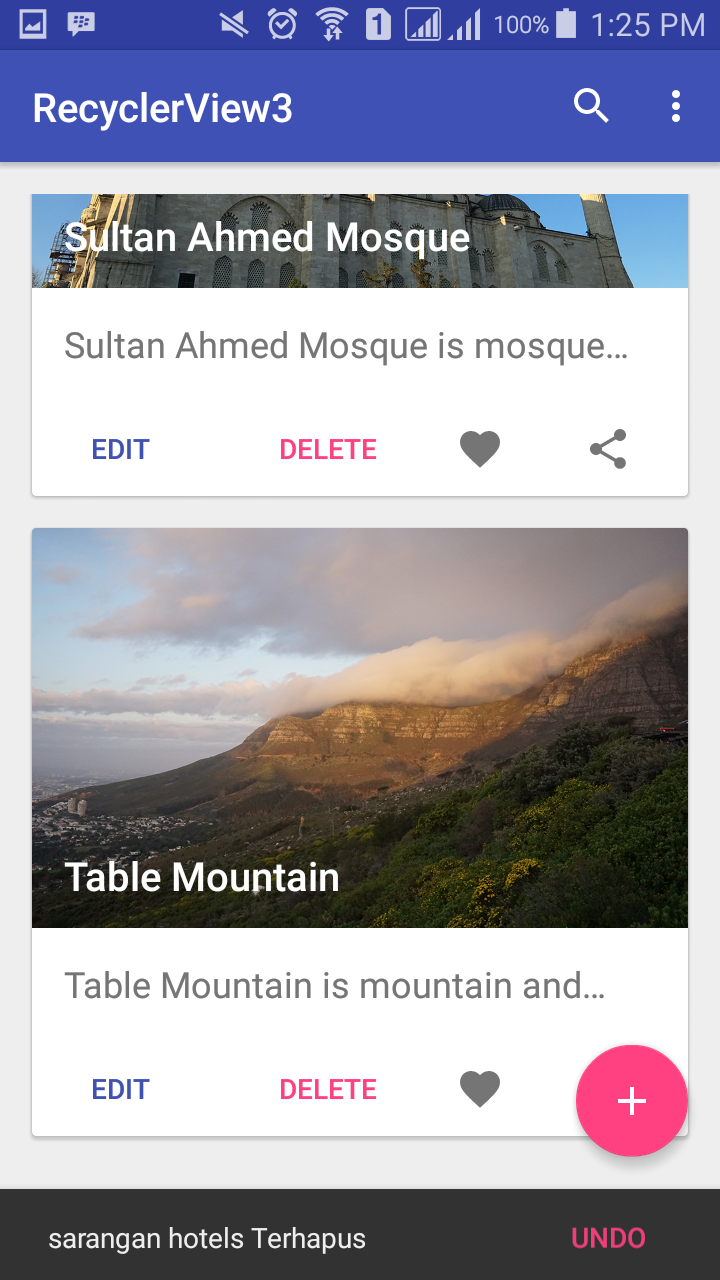 1 100% 1:25 PM
RecyclerView3
Sultan Ahmed Mosque
Sultan Ahmed Mosque is mosque…
EDIT DELETE
Table Mountain
Table Mountain is mountain and…
EDIT DELETE
+
sarangan hotels Terhapus UNDO